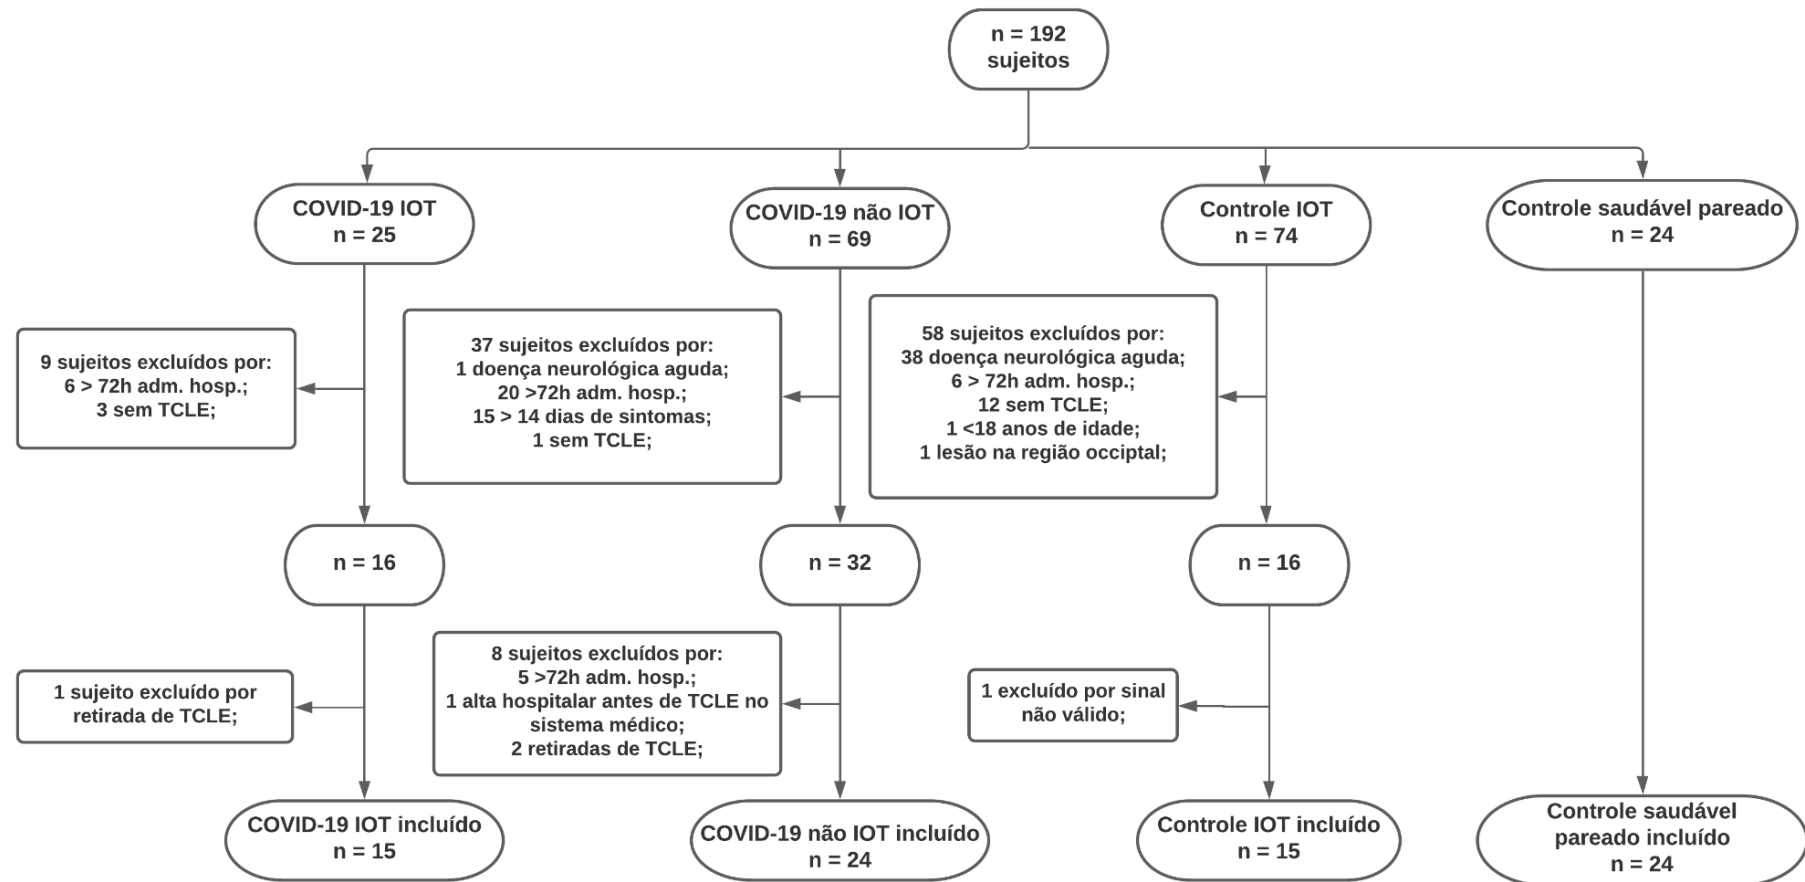 n = 192
sujeitos
COVID-19 IOT
n = 25
COVID-19 não IOT
n = 69
Controle IOT
n = 74
Controle saudável pareado
n = 24
9 sujeitos excluídos por:
6 > 72h adm. hosp.;
3 sem TCLE;
37 sujeitos excluídos por:
1 doença neurológica aguda;
20 >72h adm. hosp.;
15 > 14 dias de sintomas;
1 sem TCLE;
58 sujeitos excluídos por:
38 doença neurológica aguda;
6 > 72h adm. hosp.;
12 sem TCLE;
1 <18 anos de idade;
1 lesão na região occiptal;
n = 16
n = 32
n = 16
1 sujeito excluído por
retirada de TCLE;
8 sujeitos excluídos por:
5 >72h adm. hosp.;
1 alta hospitalar antes de TCLE no
sistema médico;
2 retiradas de TCLE;
1 excluído por sinal
não válido;
COVID-19 IOT incluído
n = 15
COVID-19 não IOT incluído
n = 24
Controle IOT incluído
n = 15
Controle saudável
pareado incluído
n = 24